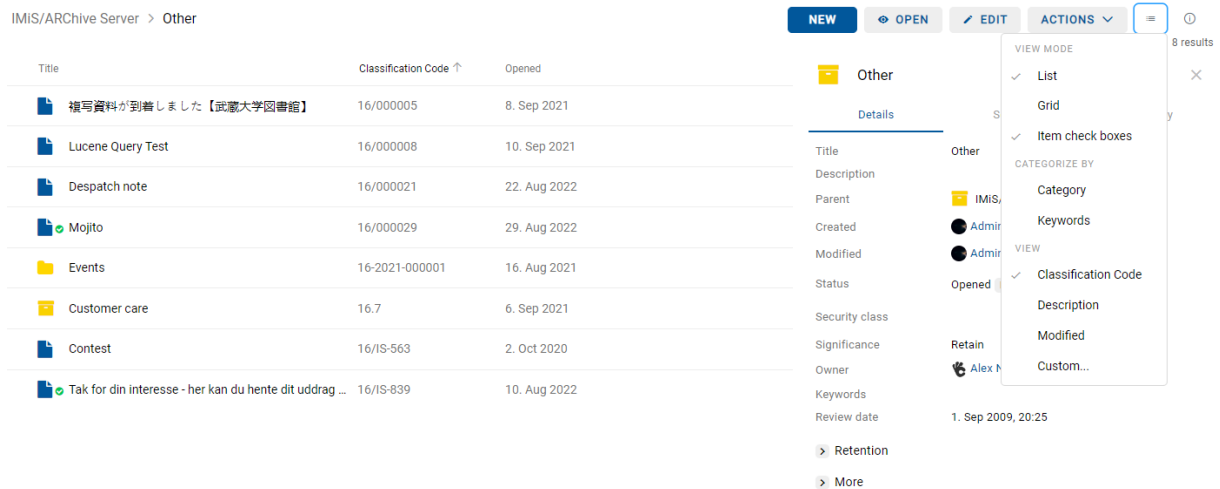 IMiS/ARChive Server > Other
NEW
OPEN
EDIT
ACTIONS
8 results
Title Classification Code ↑ Opened
複写資料が到着しました【武蔵大学図書館】 16/000005 8. Sep 2021
Lucene Query Test 16/000008 10. Sep 2021
Despatch note 16/000021 22. Aug 2022
Mojito 16/000029 29. Aug 2022
Events 16-2021-000001 16. Aug 2021
Customer care 16.7 6. Sep 2021
Contest 16/IS-563 2. Oct 2020
Tak for din interesse - her kan du hente dit uddrag ... 16/IS-839 10. Aug 2022
Other
Details S y
Title Other
Description
Parent IMiS/
Created Admir
Modified Admir
Status Opened
Security class
Significance Retain
Owner Alex N
Keywords
Review date 1. Sep 2009, 20:25
Retention
More
VIEW MODE
List
Grid
Item check boxes
CATEGORIZE BY
Category
Keywords
VIEW
Classification Code
Description
Modified
Custom...